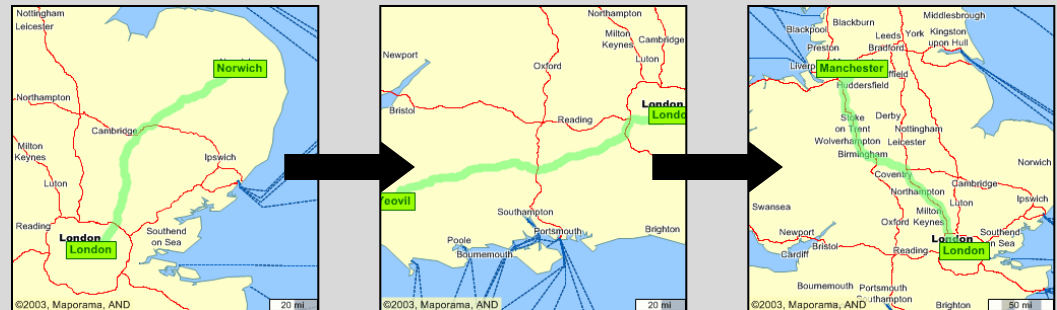 Nottingham
Leicester
Norwich
Northampton
Cambridge
Milton
Keynes
Ipswich
Luton
Reading
London
London
Southend
on Sea
©2003, Maporama, AND
20 mi
Northampton
Milton
Keynes
Cambridge
Newport
Luton
Oxford
Bristol
London
Reading
Londo
Yeovil
Southampton
Portsmouth
Brighton
Poole
Bournemouth
©2003, Maporama, AND
20 mi
Middlesbrough
Blackburn
Blackpool
Leeds
York
Kingston
upon Hull
Preston
Bradford
Liverp
Manchester
ffield
Huddersfield
Stoke
on Trent
Derby
Nottingham
Wolverhampton
Leicester
Birmingham
Norwich
Coventry
Cambridge
Northampton
Swansea
Luton
Ipswich
Milton
Keynes
Oxford
Newport
London
Southend
n Sea
Bristol
Reading
London
Cardiff
Bournemouth
Portsmouth
outhampton
Brighton
©2003, Maporama, AND
50 mi